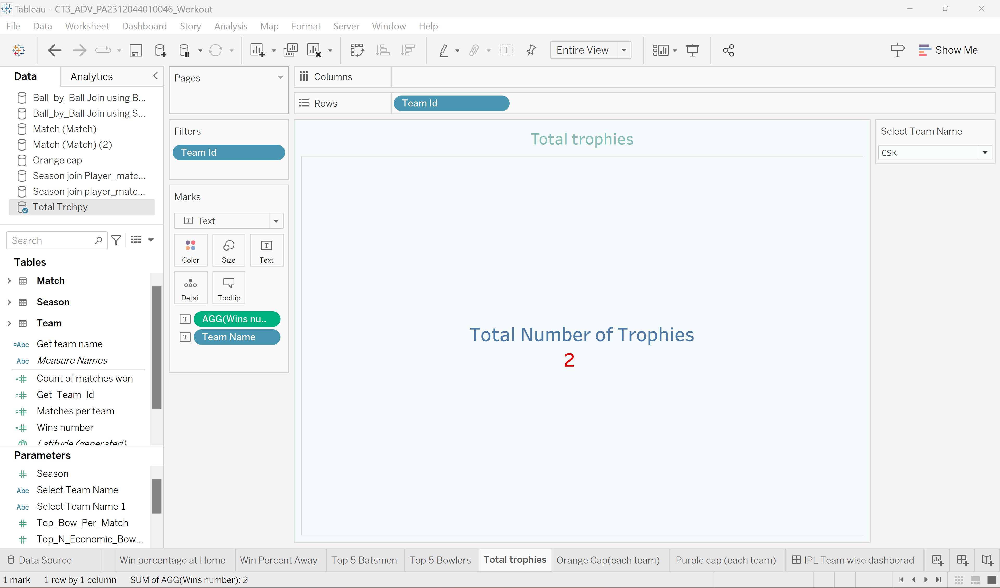 Tableau - CT3_ADV_PA2312044010046_Workout
File Data Worksheet Dashboard Story Analysis Map Format Server Window Help
Entire View
Show Me
Data
Analytics
Ball_by_Ball Join using B...
Ball_by_Ball Join using S...
Match (Match)
Match (Match) (2)
Orange cap
Season join Player_matc...
Season join player_matc...
Total Trohpy
Search
Tables
Match
Season
Team
=Abc Get team name
Abc Measure Names
=# Count of matches won
=# Get_Team_Id
=# Matches per team
=# Wins number
Latitude (generated)
Parameters
# Season
Abc Select Team Name
Abc Select Team Name 1
# Top_Bow_Per_Match
# Top_N_Economic_Bow...
Pages
Filters
Team Id
Marks
T Text
Color
Size
T Text
Detail
Tooltip
T AGG(Wins nu..
T Team Name
Columns
Rows
Team Id
Total trophies
Total Number of Trophies
2
Select Team Name
CSK
Data Source
Win percentage at Home
Win Percent Away
Top 5 Batsmen
Top 5 Bowlers
Total trophies
Orange Cap(each team)
Purple cap (each team)
IPL Team wise dashborad
1 mark 1 row by 1 column SUM of AGG(Wins number): 2